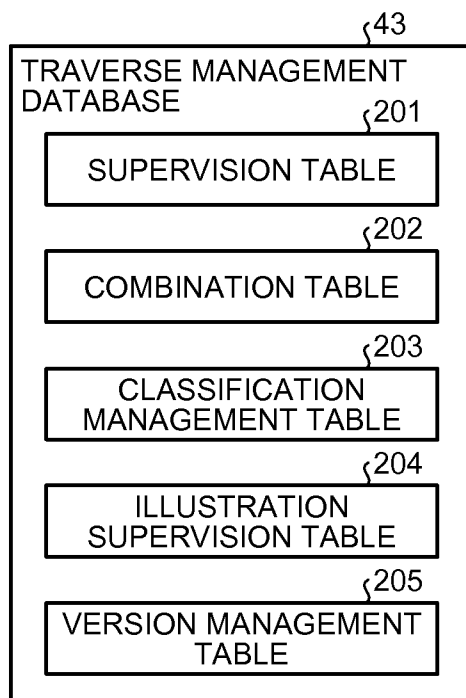 43
TRAVERSE MANAGEMENT
DATABASE
201
SUPERVISION TABLE
202
COMBINATION TABLE
203
CLASSIFICATION
MANAGEMENT TABLE
204
ILLUSTRATION
SUPERVISION TABLE
205
VERSION MANAGEMENT
TABLE